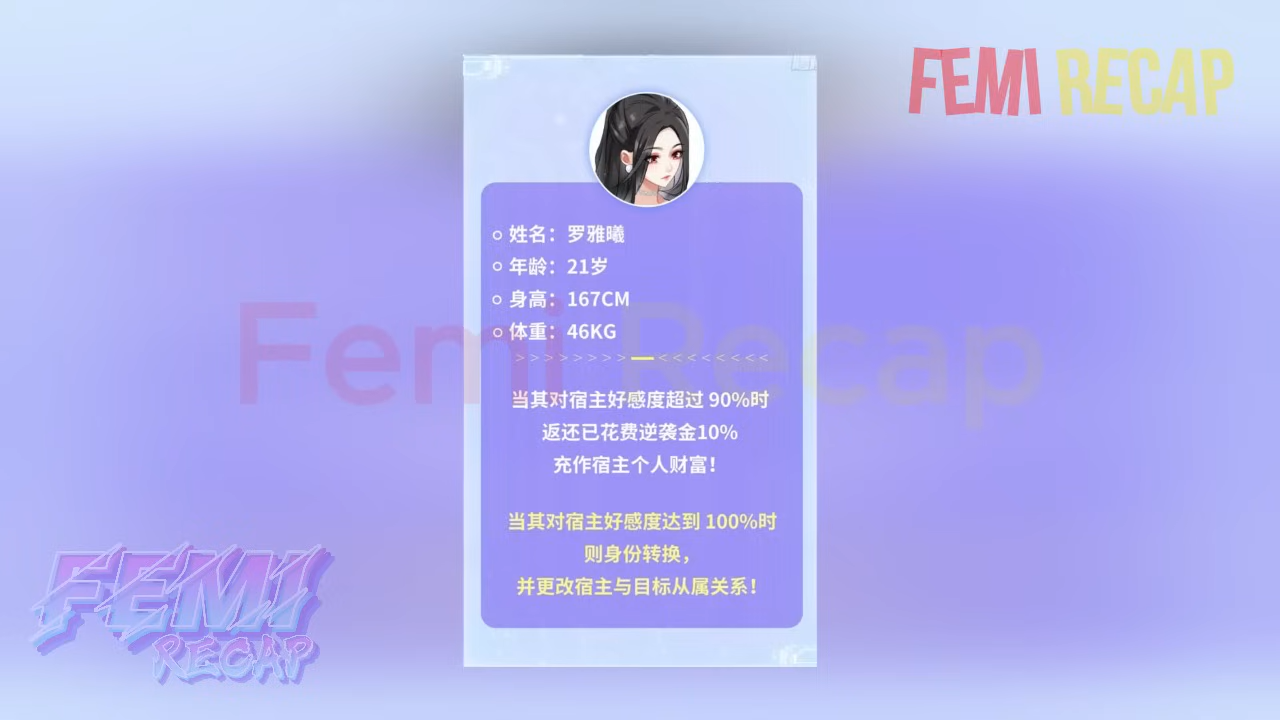 FEMI RECAP
姓名：罗雅曦
年龄：21岁
身高：167CM
体重：46KG
>>>>>>>>—<<<<<<<<
Femi Recap
当其对宿主好感度超过 90%时
返还已花费逆袭金10%
充作宿主个人财富！
当其对宿主好感度达到 100%时
则身份转换，
并更改宿主与目标从属关系！
FEMI
RECAP